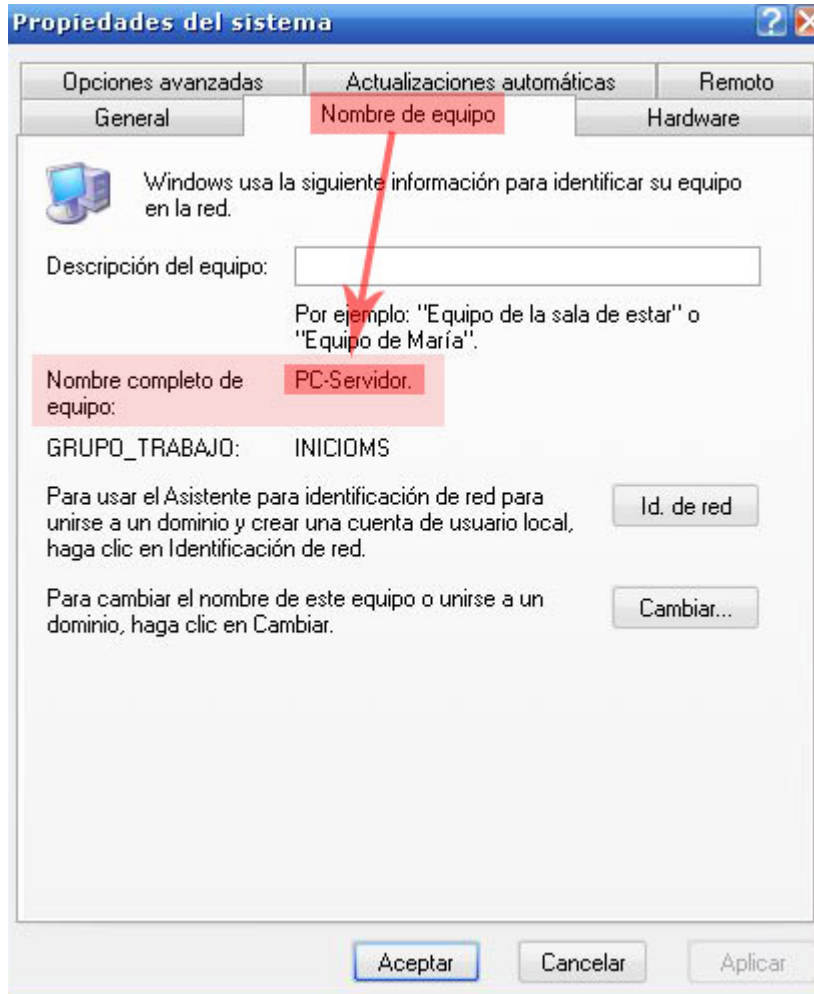 Propiedades del sistema
Opciones avanzadas
Actualizaciones automáticas
Remoto
General
Nombre de equipo
Hardware
Windows usa la siguiente información para identificar su equipo
en la red.
Descripción del equipo:
Por ejemplo: "Equipo de la sala de estar" o
"Equipo de María".
Nombre completo de
equipo:
PC-Servidor.
GRUPO_TRABAJO:
INICIOMS
Para usar el Asistente para identificación de red para
unirse a un dominio y crear una cuenta de usuario local,
haga clic en Identificación de red.
Id. de red
Para cambiar el nombre de este equipo o unirse a un
dominio, haga clic en Cambiar.
Cambiar...
Aceptar
Cancelar
Aplicar